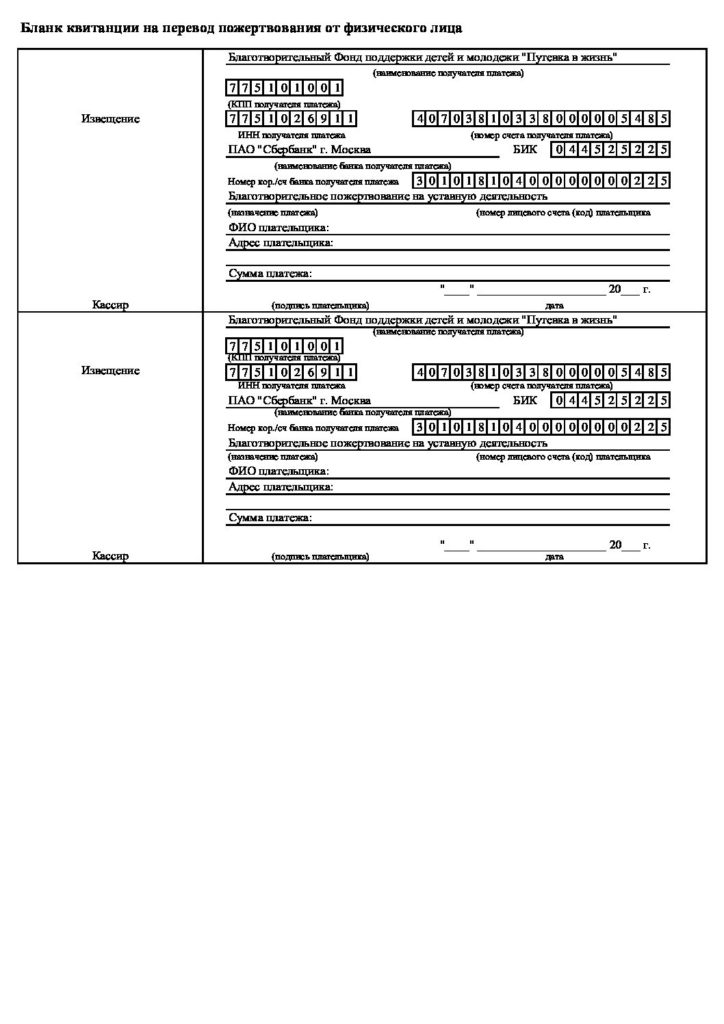 Бланк квитанции на перевод пожертвования от физического лица
Благотворительный Фонд поддержки детей и молодежи "Путевка в жизнь"
(наименование получателя платежа)
775101001
(КПП получателя платежа)
Извещение
7751026911 40703810338000005485
ИНН получателя платежа (номер счета получателя платежа)
ПАО "Сбербанк" г. Москва БИК 044525225
(наименование банка получателя платежа)
Номер кор./сч банка получателя платежа 30101810400000000225
Благотворительное пожертвование на уставную деятельность
(назначение платежа) (номер лицевого счета (код) плательщика
ФИО плательщика:
Адрес плательщика:
Сумма платежа:
"____" ______________________ 20___ г.
Кассир (подпись плательщика) дата
Благотворительный Фонд поддержки детей и молодежи "Путевка в жизнь"
(наименование получателя платежа)
775101001
(КПП получателя платежа)
Извещение
7751026911 40703810338000005485
ИНН получателя платежа (номер счета получателя платежа)
ПАО "Сбербанк" г. Москва БИК 044525225
(наименование банка получателя платежа)
Номер кор./сч банка получателя платежа 30101810400000000225
Благотворительное пожертвование на уставную деятельность
(назначение платежа) (номер лицевого счета (код) плательщика
ФИО плательщика:
Адрес плательщика:
Сумма платежа:
"____" ______________________ 20___ г.
Кассир (подпись плательщика) дата